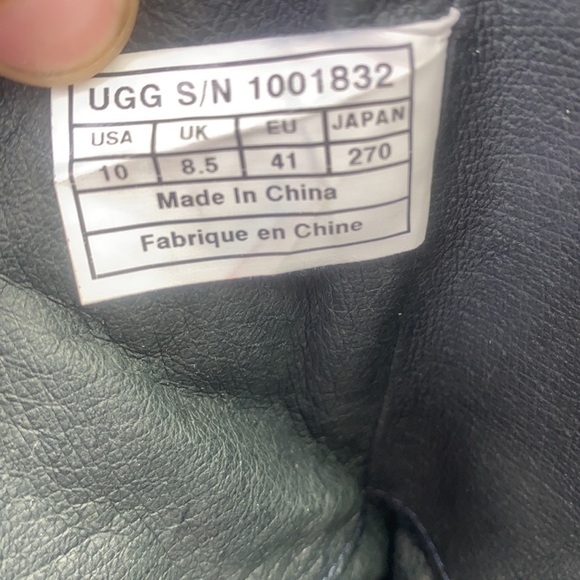 UGG S/N 1001832
USA UK EU JAPAN
10 8.5 41 270
Made In China
Fabrique en Chine